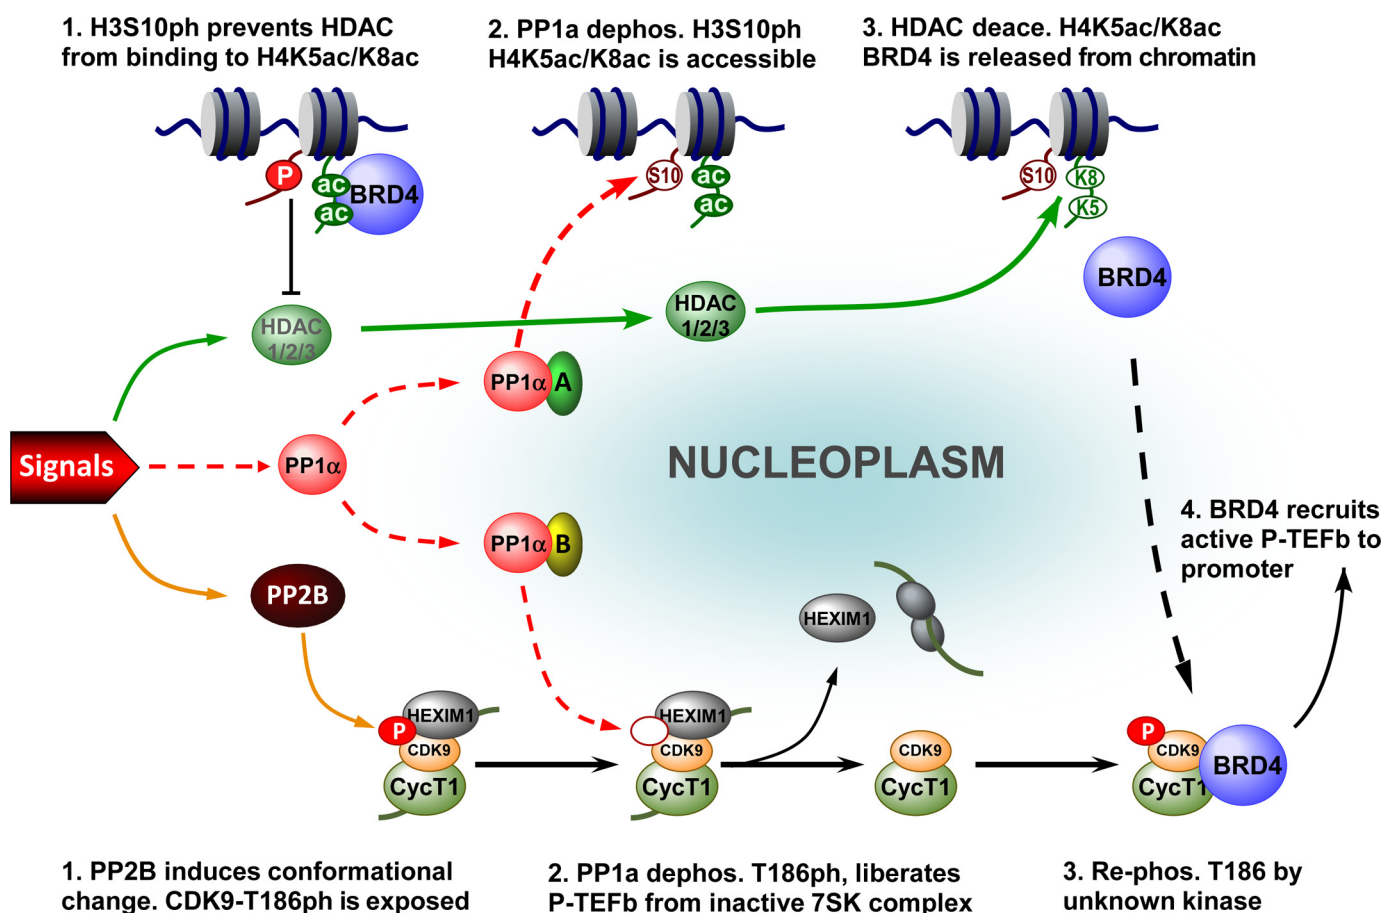 1. H3S10ph prevents HDAC
from binding to H4K5ac/K8ac
2. PP1a dephos. H3S10ph
H4K5ac/K8ac is accessible
3. HDAC deace. H4K5ac/K8ac
BRD4 is released from chromatin
P
ac
ac
BRD4
S10
ac
ac
S10
K8
K5
BRD4
HDAC
1/2/3
HDAC
1/2/3
PP1α
A
Signals
PP1α
NUCLEOPLASM
PP1α
B
4. BRD4 recruits
active P-TEFb to
promoter
PP2B
HEXIM1
P
HEXIM1
CDK9
CycT1
HEXIM1
CDK9
CycT1
CDK9
CycT1
P
CDK9
CycT1
BRD4
1. PP2B induces conformational
change. CDK9-T186ph is exposed
2. PP1a dephos. T186ph, liberates
P-TEFb from inactive 7SK complex
3. Re-phos. T186 by
unknown kinase